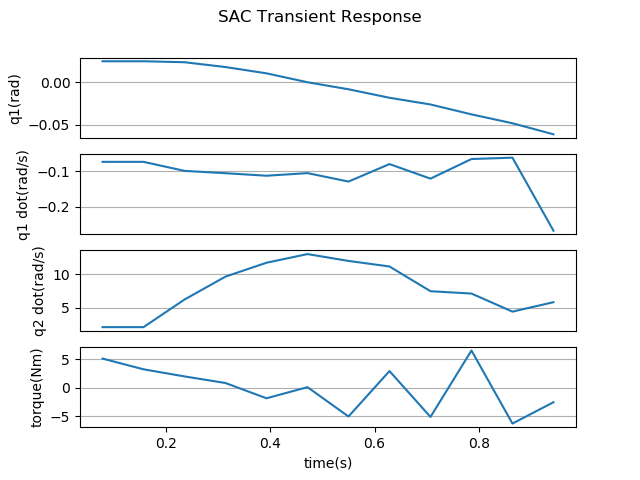 SAC Transient Response
q1(rad)
0.00
−0.05
q1 dot(rad/s)
−0.1
−0.2
q2 dot(rad/s)
10
5
torque(Nm)
5
0
−5
0.2 0.4 0.6 0.8
time(s)